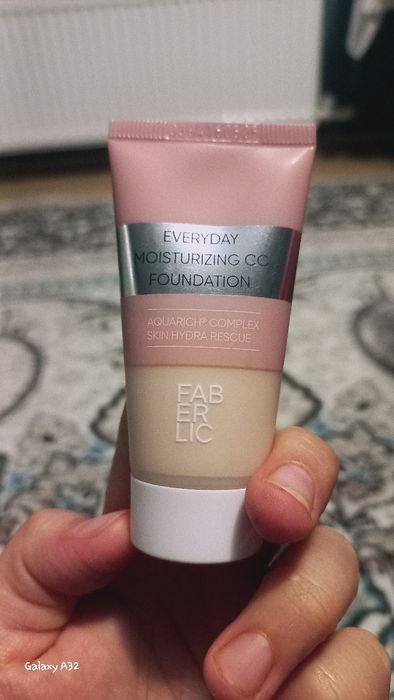 EVERYDAY
MOISTURIZING CC
FOUNDATION
AQUARICH® COMPLEX
SKIN HYDRA RESCUE
FAB
ER
LIC
Galaxy A32